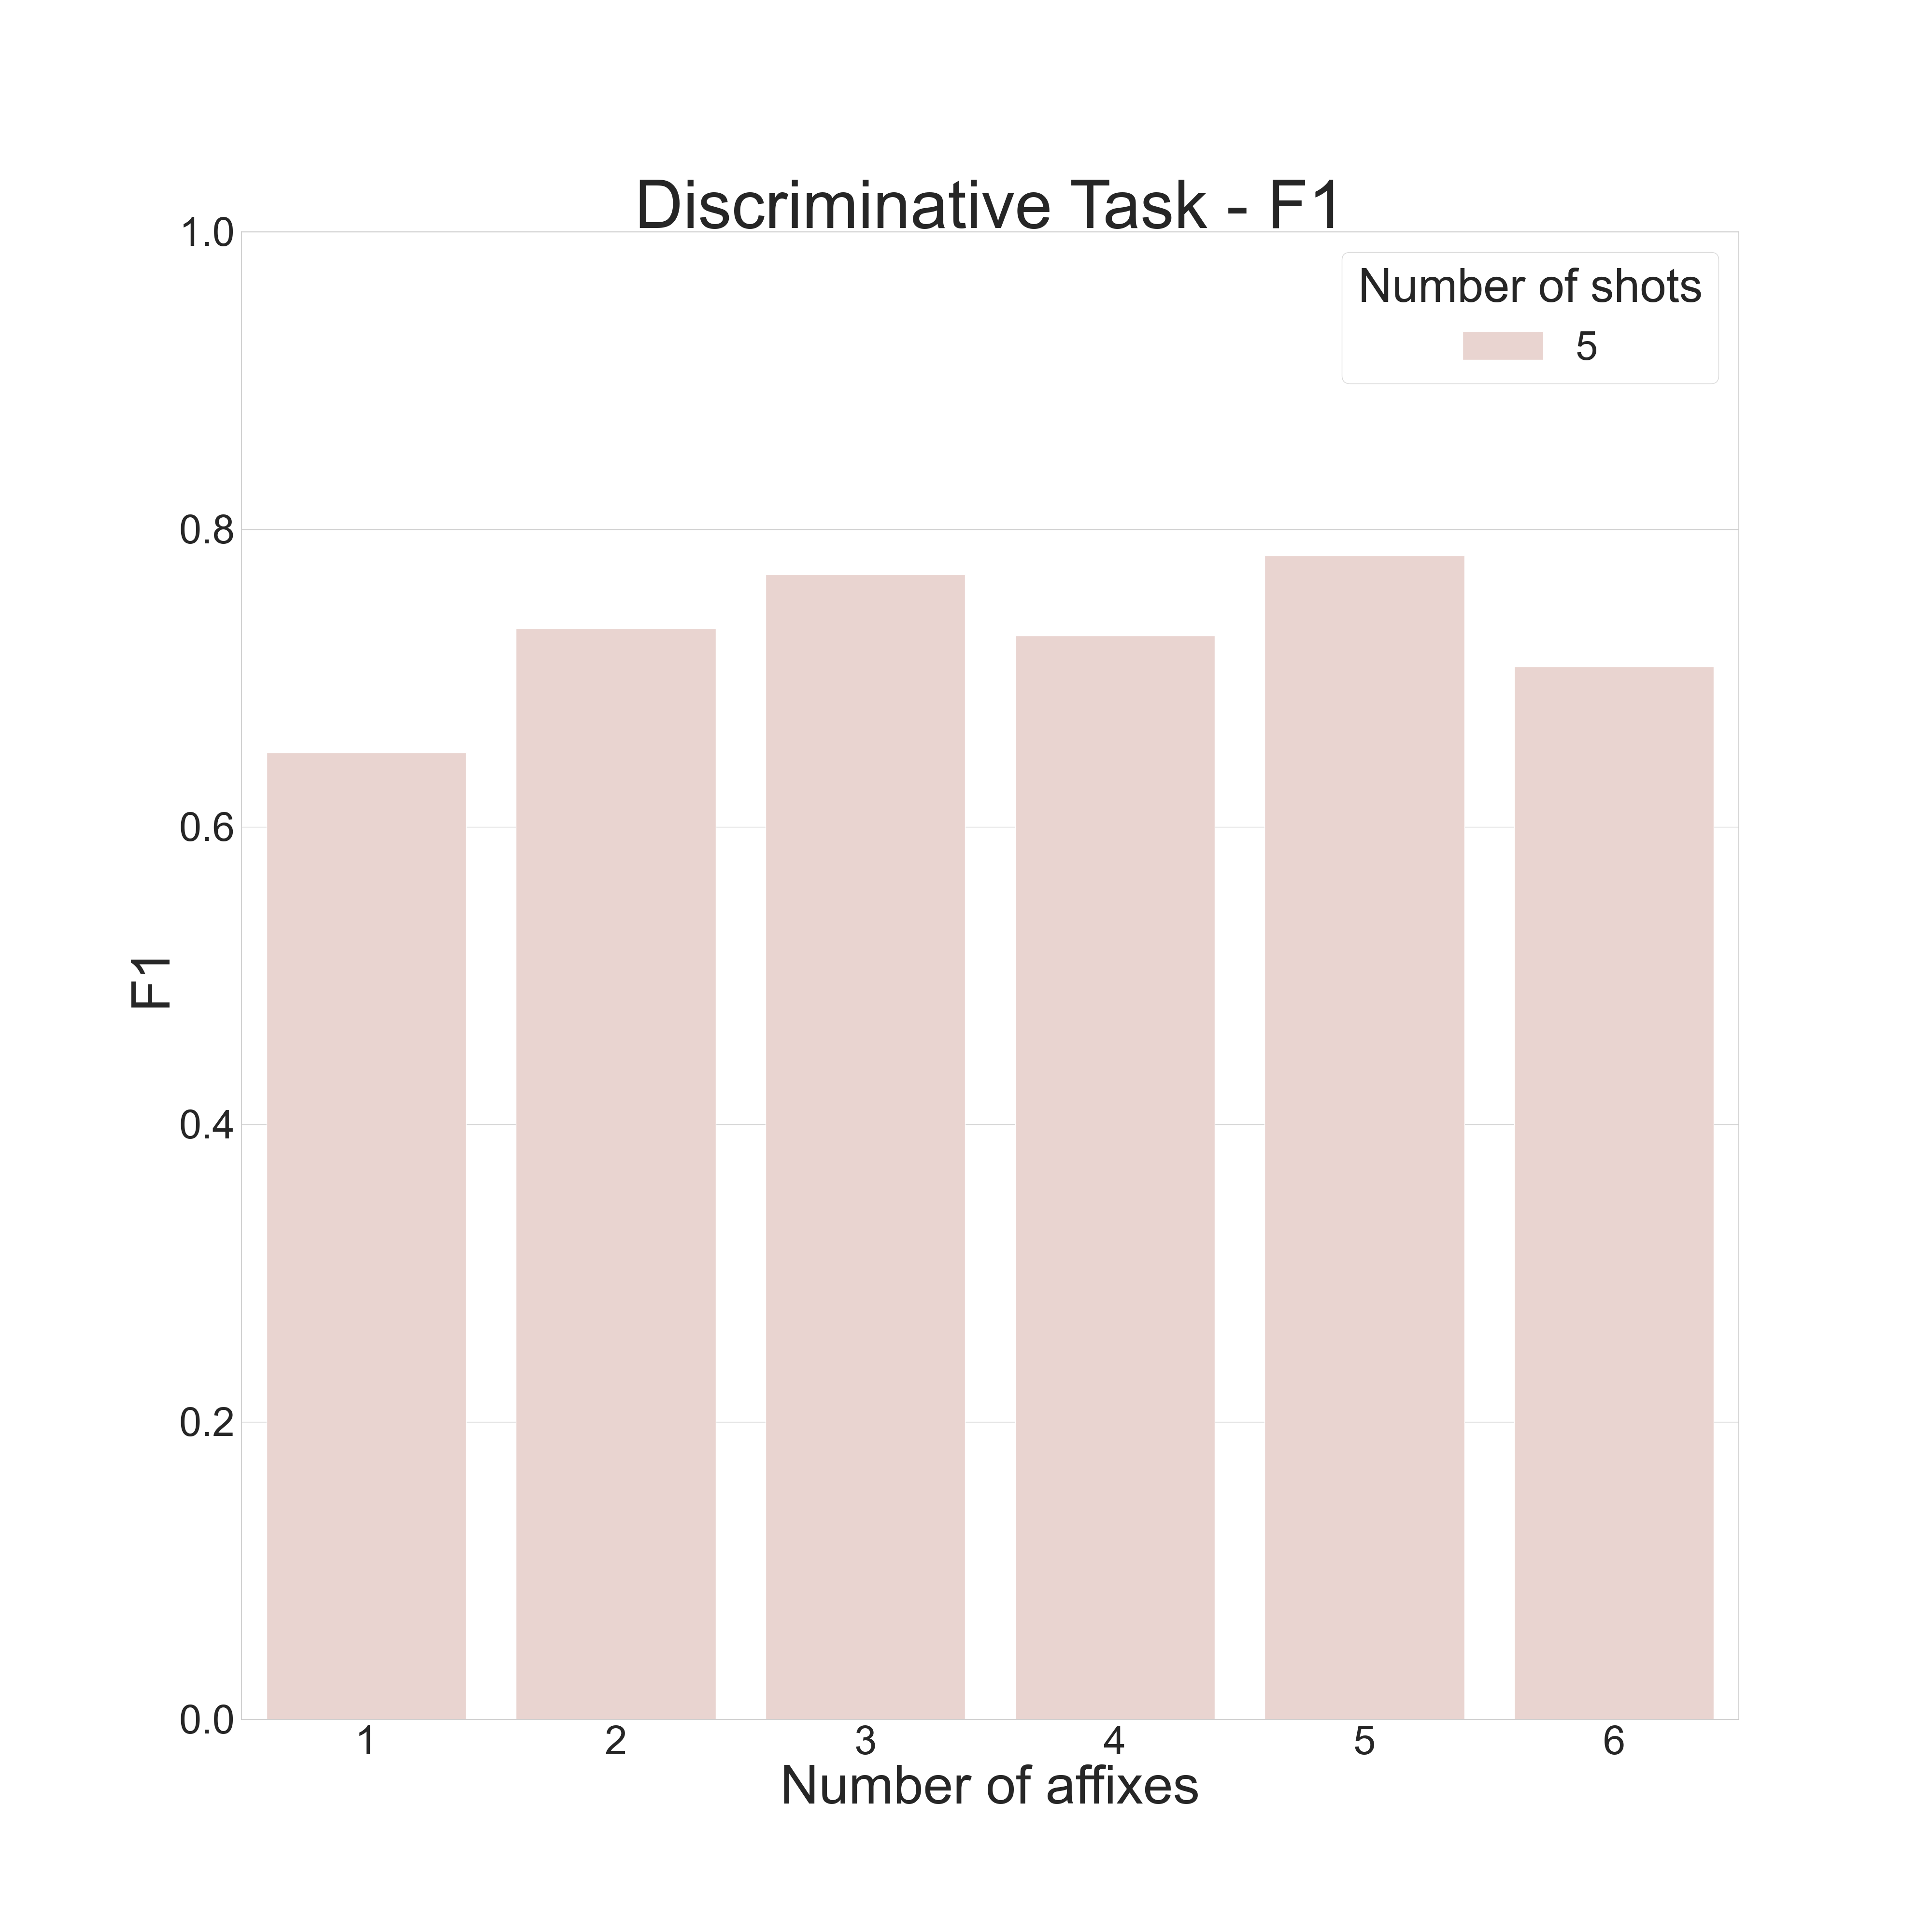 Discriminative Task - F1
1.0
0.8
0.6
0.4
0.2
0.0
F1
Number of shots
5
1 2 3 4 5 6
Number of affixes